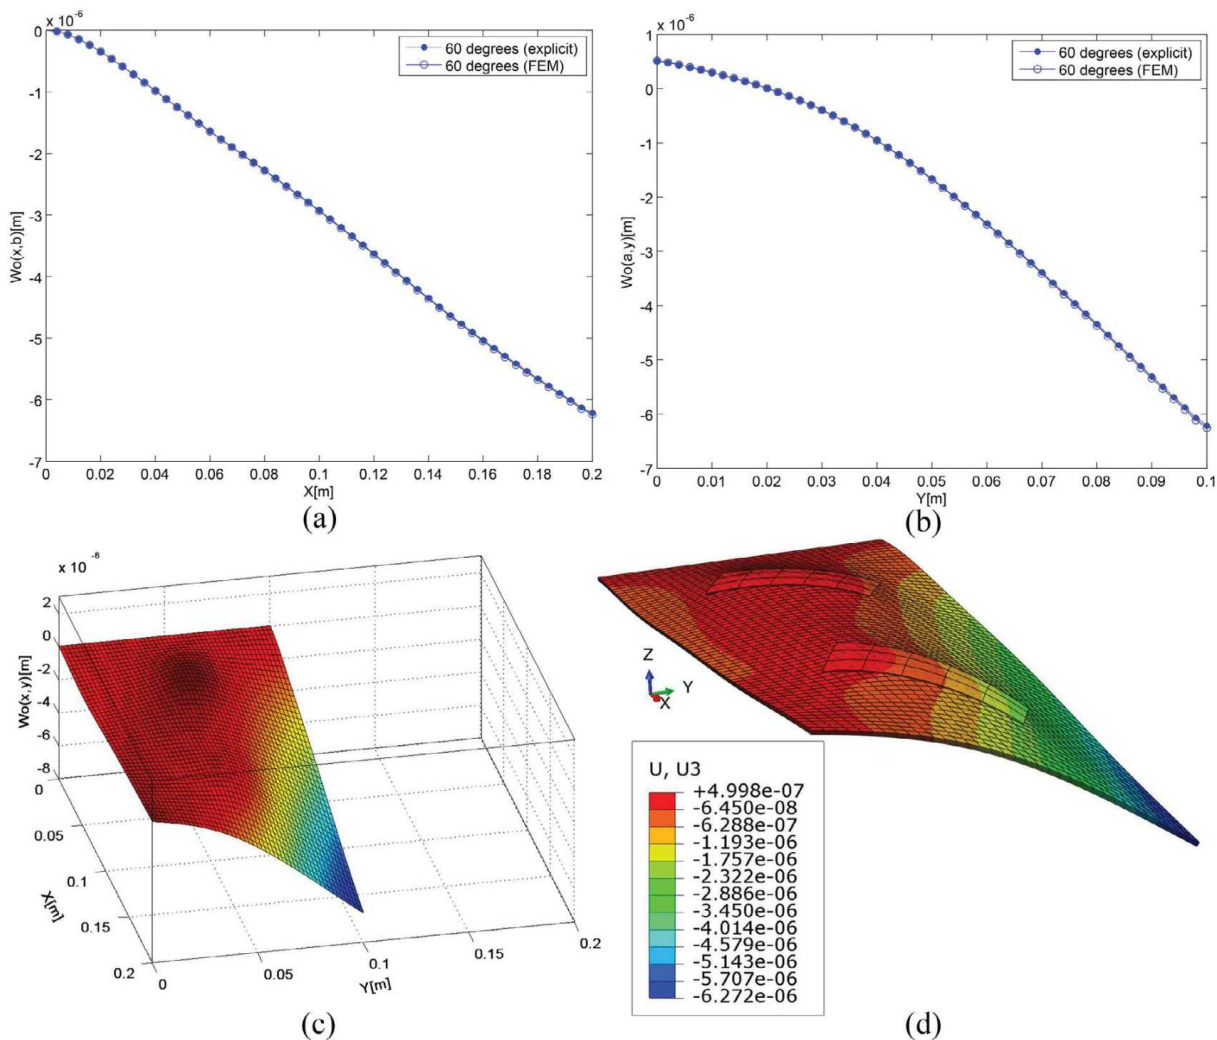 x 10⁻⁶
0
-1
-2
-3
-4
-5
-6
-7
Wo(x,b)[m]
60 degrees (explicit)
60 degrees (FEM)
0 0.02 0.04 0.06 0.08 0.1 0.12 0.14 0.16 0.18 0.2
X[m]
(a)
x 10⁻⁶
1
0
-1
-2
-3
-4
-5
-6
-7
Wo(a,y)[m]
60 degrees (explicit)
60 degrees (FEM)
0 0.01 0.02 0.03 0.04 0.05 0.06 0.07 0.08 0.09 0.1
Y[m]
(b)
x 10⁻⁶
2
0
-2
-4
-6
-8
Wo(x,y)[m]
0
0.05
0.1
0.15
0.2
X[m]
0
0.05
0.1
0.15
0.2
Y[m]
(c)
Z
Y
X
U, U3
+4.998e-07
-6.450e-08
-6.288e-07
-1.193e-06
-1.757e-06
-2.322e-06
-2.886e-06
-3.450e-06
-4.014e-06
-4.579e-06
-5.143e-06
-5.707e-06
-6.272e-06
(d)